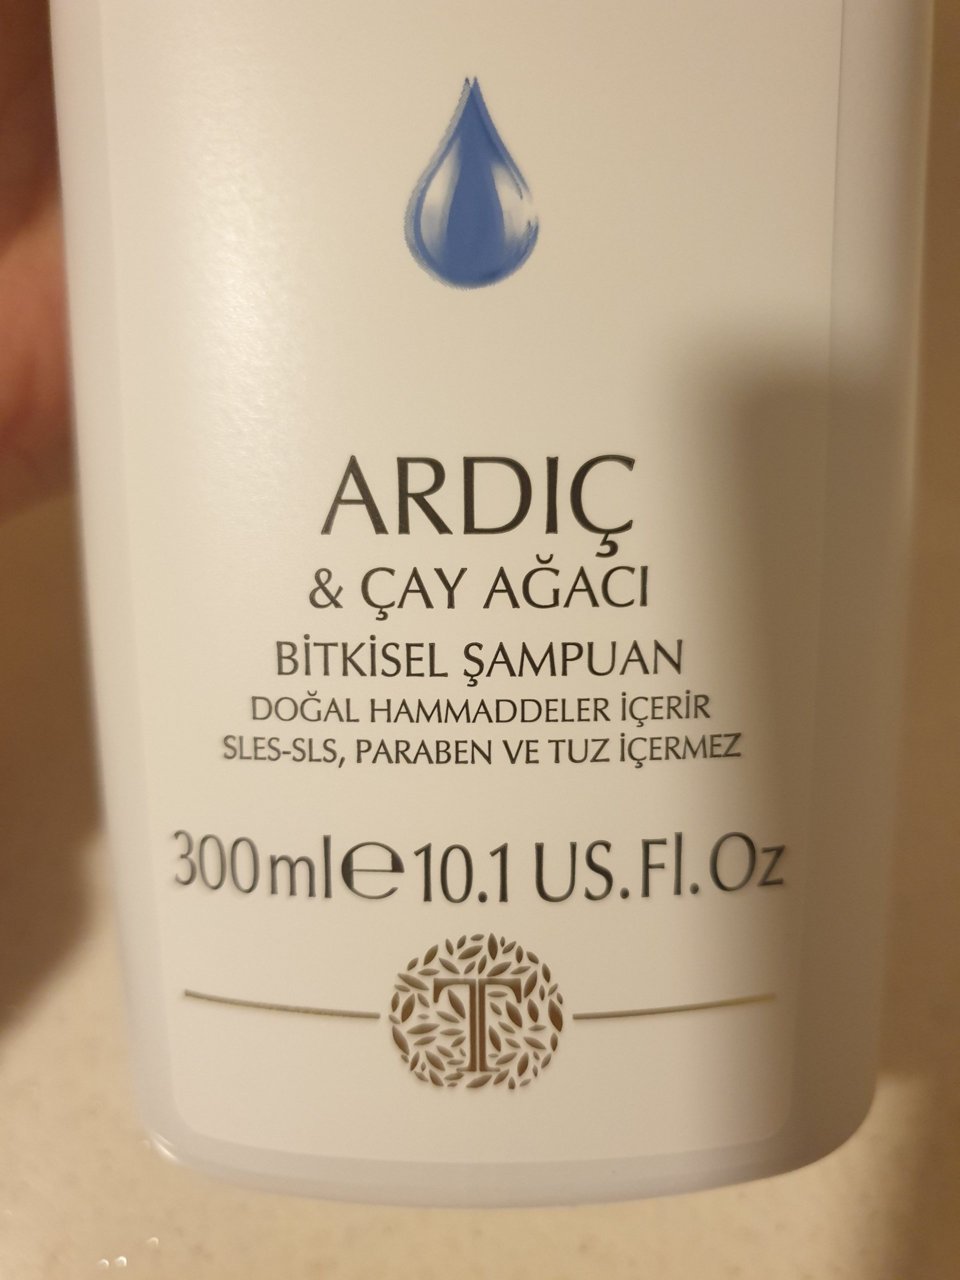 ARDIÇ
& ÇAY AĞACI
BİTKİSEL ŞAMPUAN
DOĞAL HAMMADDELER İÇERİR
SLES-SLS, PARABEN VE TUZ İÇERMEZ
300ml℮10.1 US.Fl.Oz
T